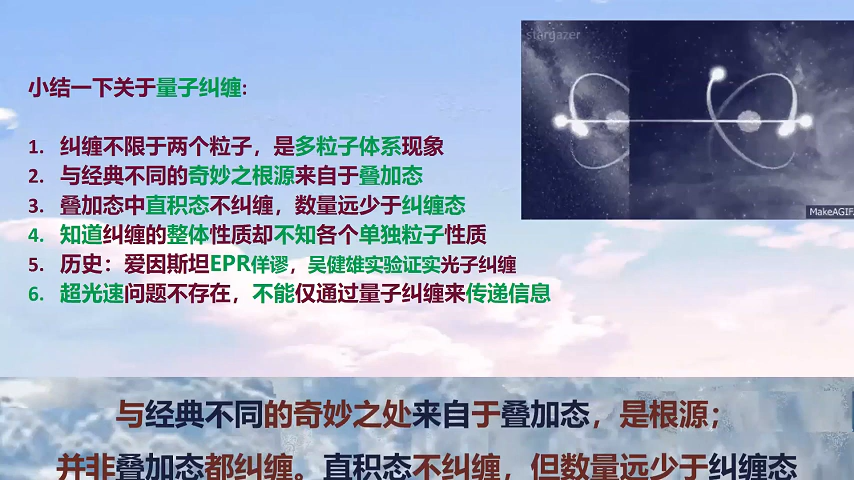 stargazer
小结一下关于量子纠缠:
1. 纠缠不限于两个粒子，是多粒子体系现象
2. 与经典不同的奇妙之根源来自于叠加态
3. 叠加态中直积态不纠缠，数量远少于纠缠态
4. 知道纠缠的整体性质却不知各个单独粒子性质
5. 历史：爱因斯坦EPR佯谬，吴健雄实验证实光子纠缠
6. 超光速问题不存在，不能仅通过量子纠缠来传递信息
MakeAGIF.
与经典不同的奇妙之处来自于叠加态，是根源；
并非叠加态都纠缠。直积态不纠缠，但数量远少于纠缠态